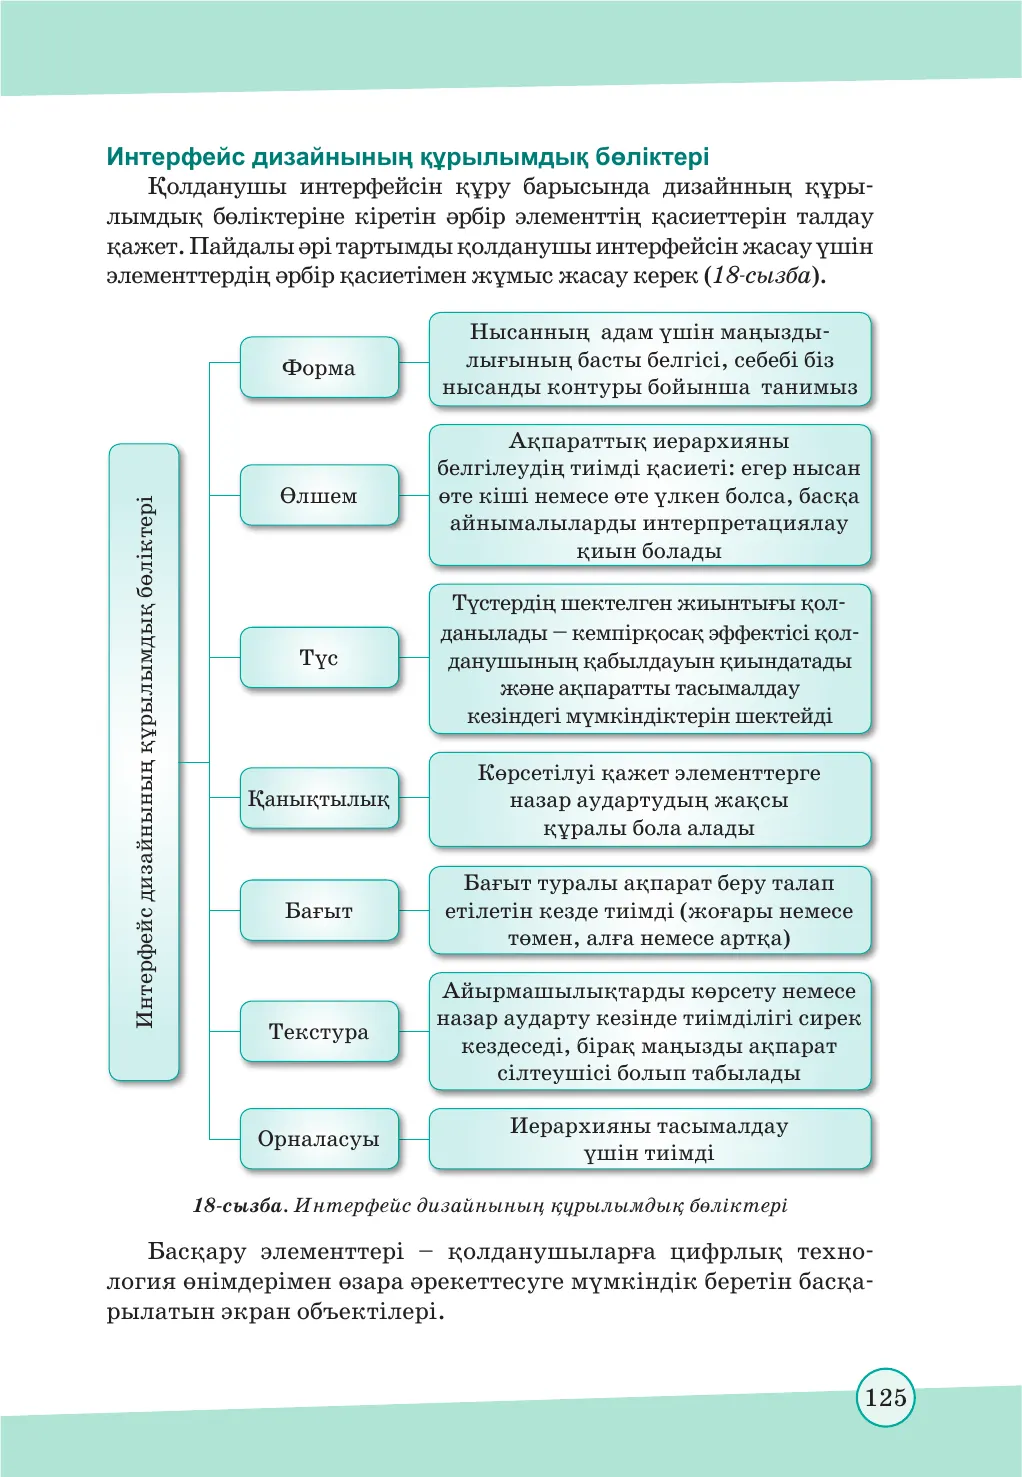 Интерфейс дизайнының құрылымдық бөліктері
Қолданушы интерфейсін құру барысында дизайнның құры-
лымдық бөліктеріне кіретін әрбір элементтің қасиеттерін талдау
қажет. Пайдалы әрі тартымды қолданушы интерфейсін жасау үшін
элементтердің әрбір қасиетімен жұмыс жасау керек (18-сызба).
Интерфейс дизайнының құрылымдық бөліктері
Форма
Нысанның адам үшін маңызды-
лығының басты белгісі, себебі біз
нысанды контуры бойынша танимыз
Өлшем
Ақпараттық иерархияны
белгілеудің тиімді қасиеті: егер нысан
өте кіші немесе өте үлкен болса, басқа
айнымалыларды интерпретациялау
қиын болады
Түс
Түстердің шектелген жиынтығы қол-
данылады – кемпірқосақ эффектісі қол-
данушының қабылдауын қиындатады
және ақпаратты тасымалдау
кезіндегі мүмкіндіктерін шектейді
Қанықтылық
Көрсетілуі қажет элементтерге
назар аудартудың жақсы
құралы бола алады
Бағыт
Бағыт туралы ақпарат беру талап
етілетін кезде тиімді (жоғары немесе
төмен, алға немесе артқа)
Текстура
Айырмашылықтарды көрсету немесе
назар аударту кезінде тиімділігі сирек
кездеседі, бірақ маңызды ақпарат
сілтеушісі болып табылады
Орналасуы
Иерархияны тасымалдау
үшін тиімді
18-сызба. Интерфейс дизайнының құрылымдық бөліктері
Басқару элементтері – қолданушыларға цифрлық техно-
логия өнімдерімен өзара әрекеттесуге мүмкіндік беретін басқа-
рылатын экран объектілері.
125